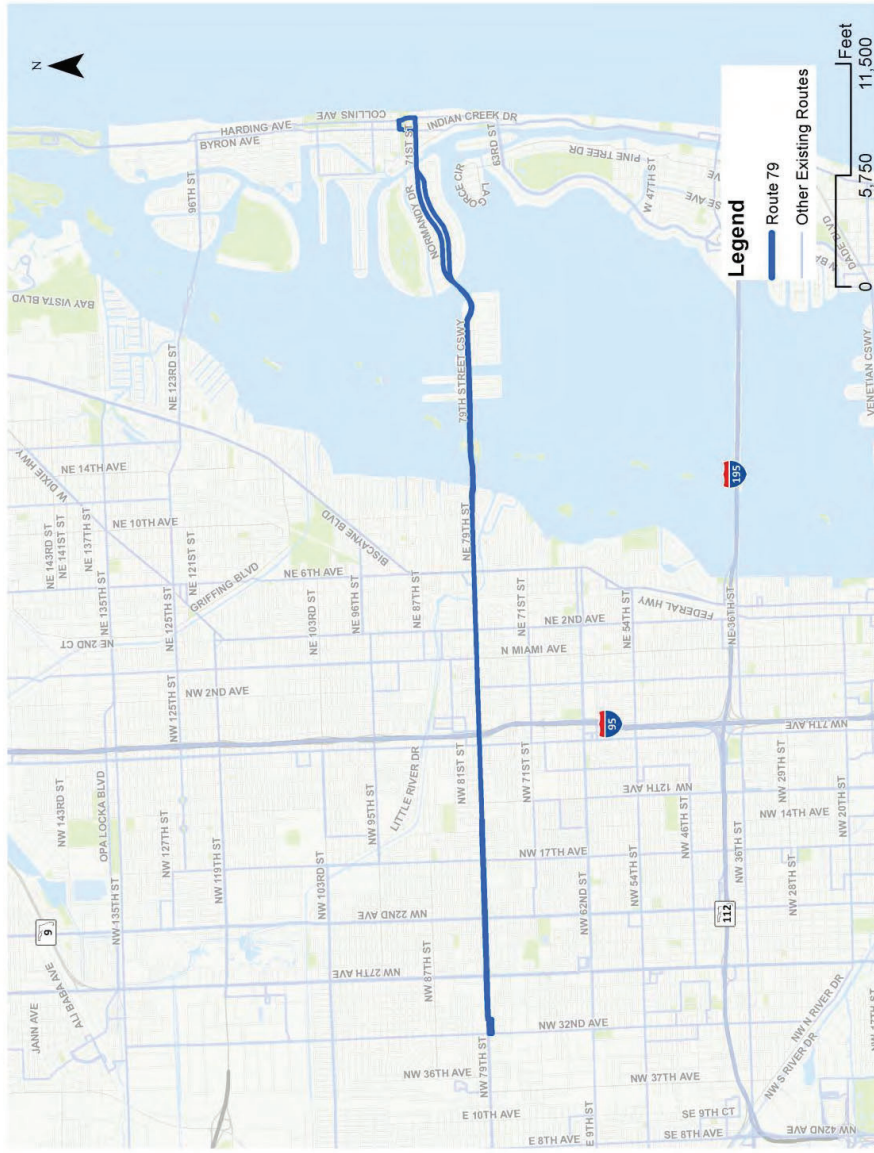 N
HARDING AVE
BYRON AVE
COLLINS AVE
96TH ST
71ST ST
INDIAN CREEK DR
NORMANDY DR
LA GORCE CIR
63RD ST
PINE TREE DR
W 47TH ST
DADE BLVD
BAY VISTA BLVD
NE 123RD ST
79TH STREET CSWY
VENETIAN CSWY
W DIXIE HWY
NE 14TH AVE
NE 10TH AVE
NE 143RD ST
NE 141ST ST
NE 137TH ST
NE 135TH ST
NE 121ST ST
NE 125TH ST
GRIFFING BLVD
BISCAYNE BLVD
NE 6TH AVE
NE 103RD ST
NE 96TH ST
NE 87TH ST
NE 79TH ST
NE 71ST ST
NE 54TH ST
FEDERAL HWY
NE 36TH ST
195
NE 2ND CT
NE 2ND AVE
N MIAMI AVE
NW 2ND AVE
NW 125TH ST
95
NW 7TH AVE
NW 143RD ST
OPA LOCKA BLVD
NW 135TH ST
NW 127TH ST
NW 119TH ST
NW 103RD ST
NW 95TH ST
LITTLE RIVER DR
NW 81ST ST
NW 71ST ST
NW 12TH AVE
NW 14TH AVE
NW 29TH ST
NW 20TH ST
NW 17TH AVE
NW 62ND ST
NW 54TH ST
NW 46TH ST
NW 36TH ST
NW 28TH ST
NW 22ND AVE
112
9
ALI BABA AVE
JANN AVE
NW 27TH AVE
NW 87TH ST
NW 32ND AVE
NW 79TH ST
NW 36TH AVE
NW 37TH AVE
NW N RIVER DR
NW S RIVER DR
NW 17TH ST
E 10TH AVE
E 8TH AVE
E 9TH ST
SE 9TH CT
SE 8TH AVE
NW 42ND AVE
Legend
Route 79
Other Existing Routes
Feet
0 5,750 11,500